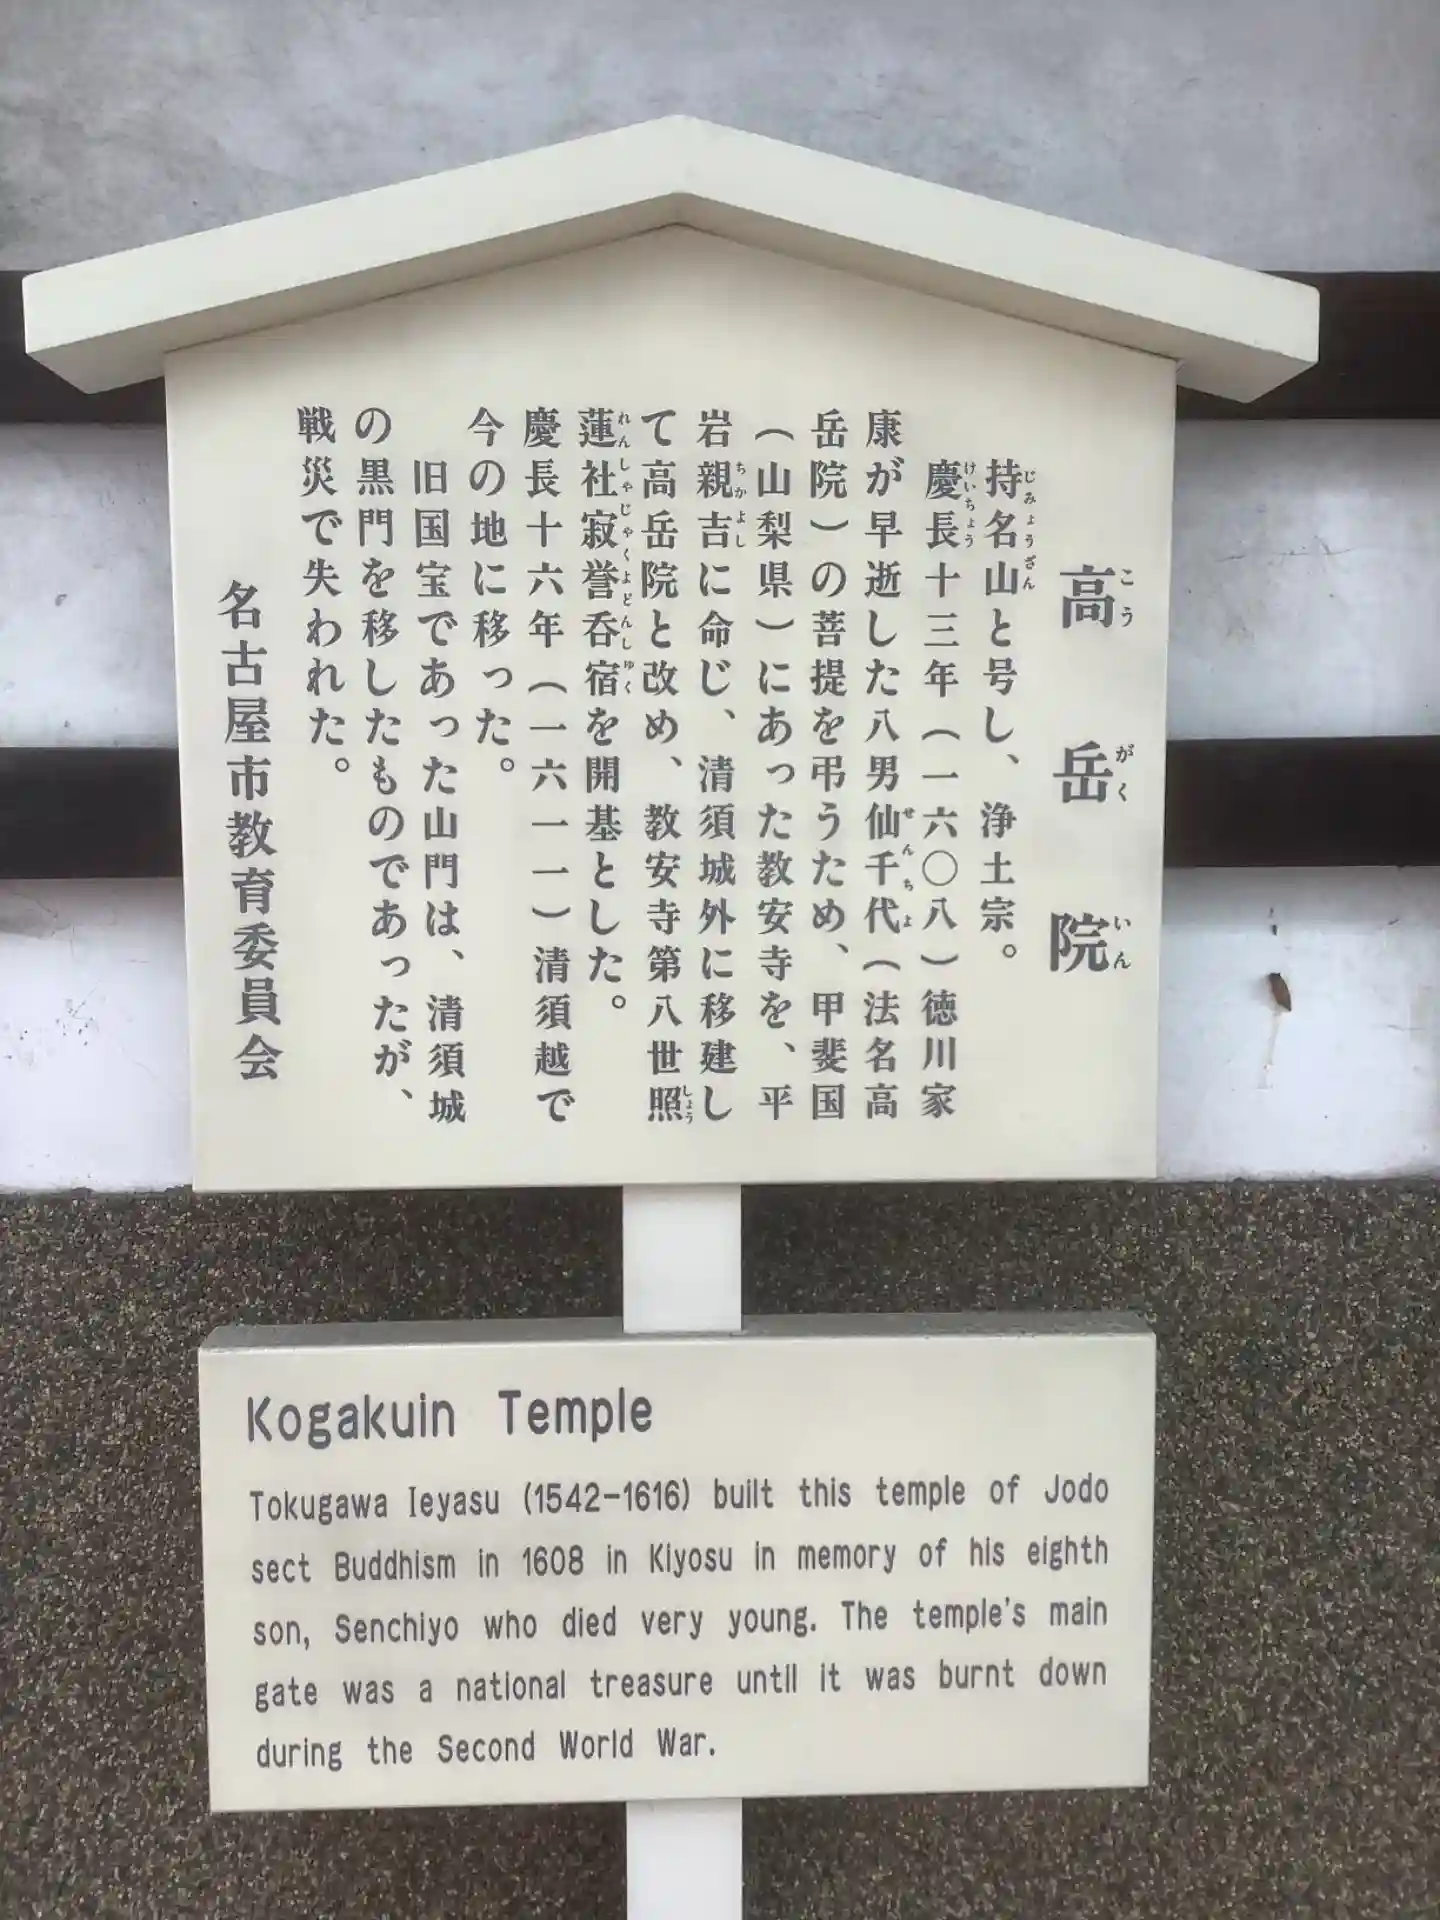 高岳院
持名山と号し、浄土宗。
慶長十三年（一六〇八）徳川家
康が早逝した八男仙千代（法名高
岳院）の菩提を弔うため、甲斐国
（山梨県）にあった教安寺を、平
岩親吉に命じ、清須城外に移建し
て高岳院と改め、教安寺第八世照
蓮社寂誉呑宿を開基とした。
慶長十六年（一六一一）清須越で
今の地に移った。
旧国宝であった山門は、清須城
の黒門を移したものであったが、
戦災で失われた。
名古屋市教育委員会
Kogakuin Temple
Tokugawa Ieyasu (1542-1616) built this temple of Jodo
sect Buddhism in 1608 in Kiyosu in memory of his eighth
son, Senchiyo who died very young. The temple's main
gate was a national treasure until it was burnt down
during the Second World War.